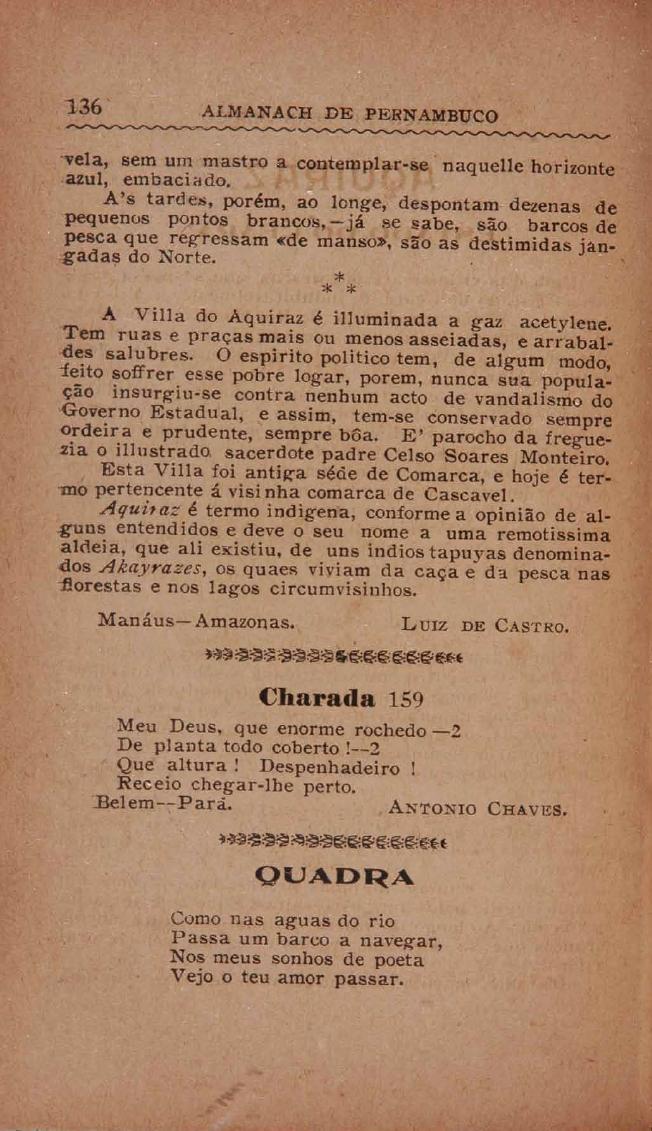 136 ALMANACH DE PERNAMBUCO
vela, sem um mastro a contemplar-se naquelle horizonte
azul, embaciado.
A's tardes, porém, ao longe, despontam dezenas de
pequenos pontos brancos,—já se sabe, são barcos de
pesca que regressam «de manso», são as destimidas jan-
gadas do Norte.
*
* *
A Villa do Aquiraz é illuminada a gaz acetylene.
Tem ruas e praças mais ou menos asseiadas, e arrabal-
des salubres. O espirito politico tem, de algum modo,
feito soffrer esse pobre logar, porem, nunca sua popula-
ção insurgiu-se contra nenhum acto de vandalismo do
Governo Estadual, e assim, tem-se conservado sempre
ordeira e prudente, sempre bôa. E' parocho da fregue-
zia o illustrado sacerdote padre Celso Soares Monteiro.
Esta Villa foi antiga séde de Comarca, e hoje é ter-
mo pertencente á visinha comarca de Cascavel.
Aquiraz é termo indigena, conforme a opinião de al-
guns entendidos e deve o seu nome a uma remotissima
aldeia, que ali existiu, de uns indios tapuyas denomina-
dos Akayrazes, os quaes viviam da caça e da pesca nas
florestas e nos lagos circumvisinhos.
Manáus—Amazonas. LUIZ DE CASTRO.
Charada 159
Meu Deus, que enorme rochedo —2
De planta todo coberto !--2
Que altura ! Despenhadeiro !
Receio chegar-lhe perto.
Belem--Pará. ANTONIO CHAVES.
QUADRA
Como nas aguas do rio
Passa um barco a navegar,
Nos meus sonhos de poeta
Vejo o teu amor passar.